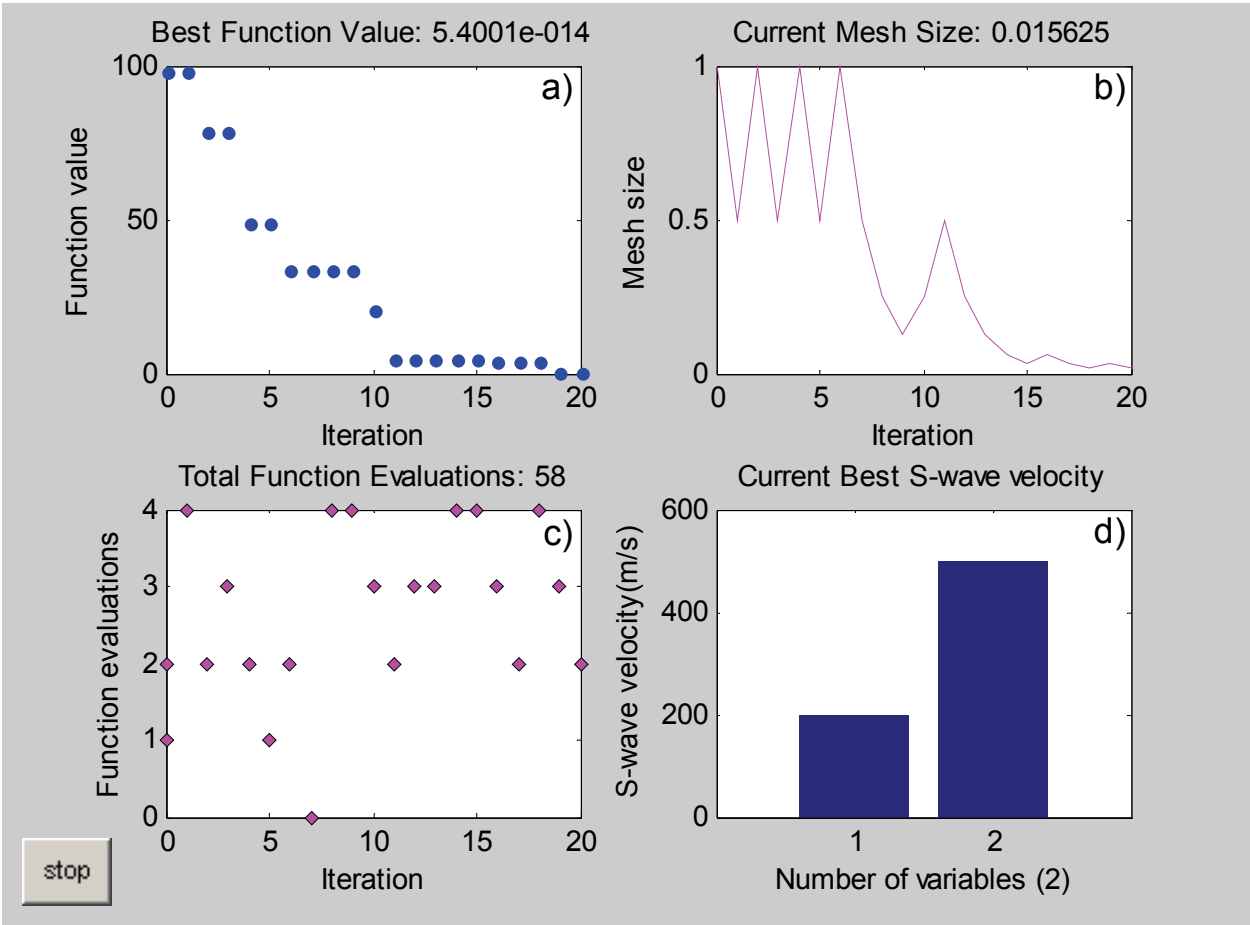 Best Function Value: 5.4001e-014
100
50
0
0 5 10 15 20
Function value
Iteration
a)
Current Mesh Size: 0.015625
1
0.5
0
0 5 10 15 20
Mesh size
Iteration
b)
Total Function Evaluations: 58
4
3
2
1
0
0 5 10 15 20
Function evaluations
Iteration
c)
Current Best S-wave velocity
600
400
200
0
1 2
S-wave velocity(m/s)
Number of variables (2)
d)
stop